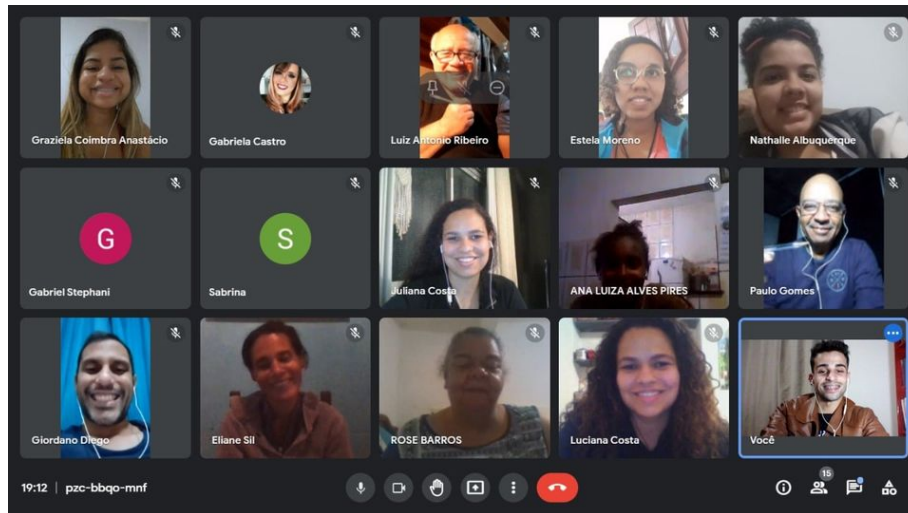 Graziela Coimbra Anastácio
Gabriela Castro
Luíz Antonio Ribeiro
Estela Moreno
Nathalle Albuquerque
G
Gabriel Stephani
S
Sabrina
Juliana Costa
ANA LUIZA ALVES PIRES
Paulo Gomes
Giordano Diego
Eliane Sil
ROSE BARROS
Luciana Costa
Você
19:12 | pzc-bbqo-mnf
15